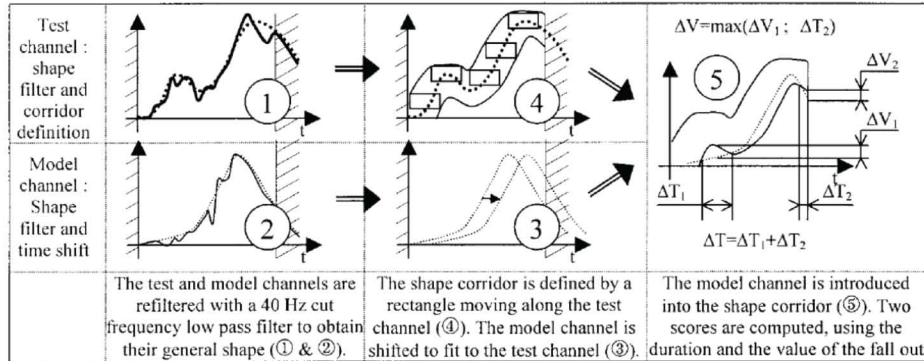 Test
channel :
shape
filter and
corridor
definition
1
t
4
t
ΔV=max(ΔV₁ ; ΔT₂)
5
ΔV₂
ΔV₁
t
ΔT₁
ΔT₂
ΔT=ΔT₁+ΔT₂
Model
channel :
Shape
filter and
time shift
2
t
3
t
The test and model channels are
refiltered with a 40 Hz cut
frequency low pass filter to obtain
their general shape (① & ②).
The shape corridor is defined by a
rectangle moving along the test
channel (④). The model channel is
shifted to fit to the test channel (③).
The model channel is introduced
into the shape corridor (⑤). Two
scores are computed, using the
duration and the value of the fall out